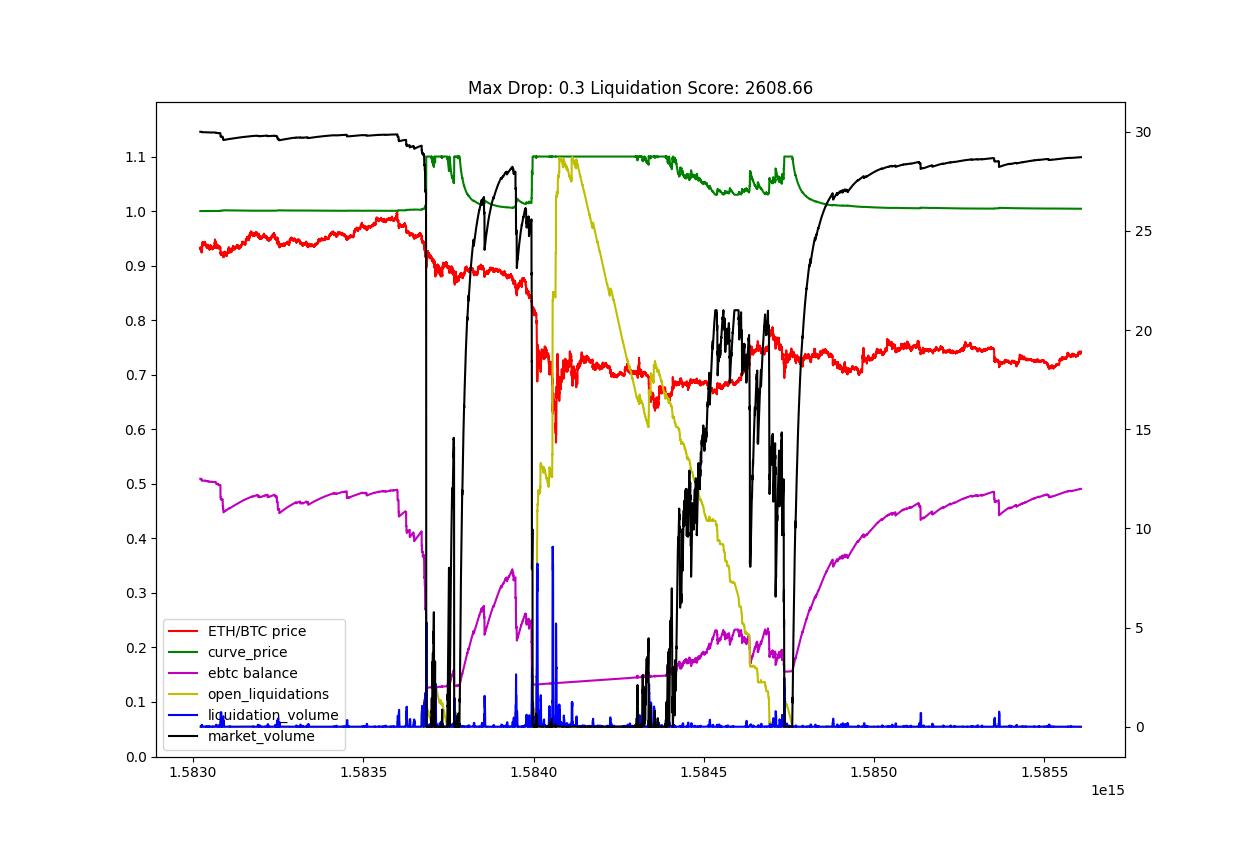 Max Drop: 0.3 Liquidation Score: 2608.66
1.1
1.0
0.9
0.8
0.7
0.6
0.5
0.4
0.3
0.2
0.1
0.0
30
25
20
15
10
5
0
ETH/BTC price
curve_price
ebtc balance
open_liquidations
liquidation_volume
market_volume
1.5830 1.5835 1.5840 1.5845 1.5850 1.5855
1e15